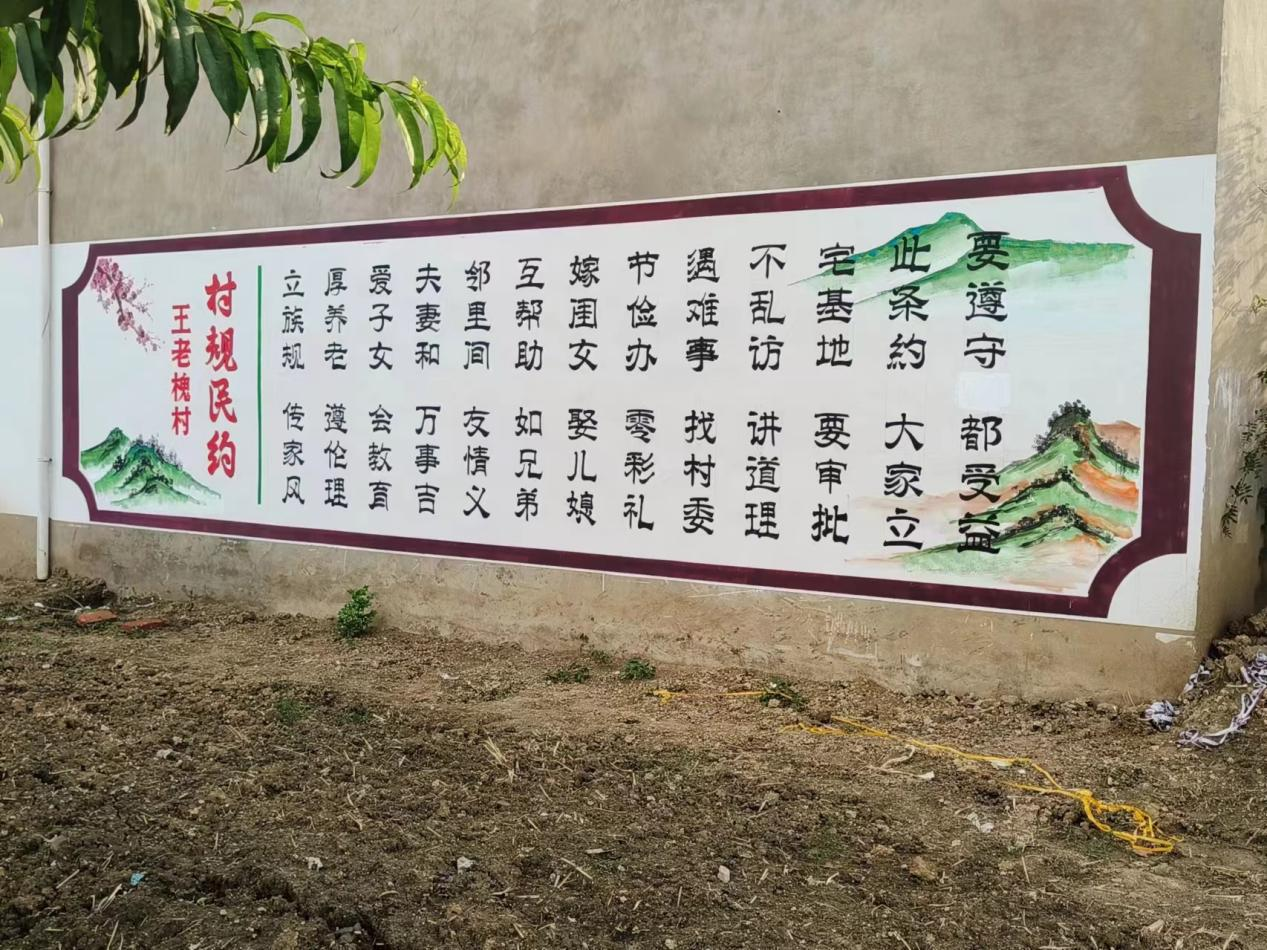 村规民约
王老槐村
立族规 传家风
厚养老 遵伦理
爱子女 会教育
夫妻和 万事吉
邻里间 友情义
互帮助 如兄弟
嫁闺女 娶儿媳
节俭办 零彩礼
遇难事 找村委
不乱访 讲道理
宅基地 要审批
此条約 大家立
要遵守 都受益